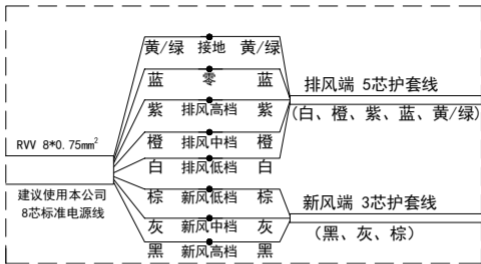 黄/绿 接地 黄/绿
蓝 零 蓝
紫 排风高档 紫
橙 排风中档 橙
白 排风低档 白
棕 新风低档 棕
灰 新风中档 灰
黑 新风高档 黑
RVV 8*0.75mm²
建议使用本公司
8芯标准电源线
排风端 5芯护套线
(白、橙、紫、蓝、黄/绿)
新风端 3芯护套线
(黑、灰、棕)